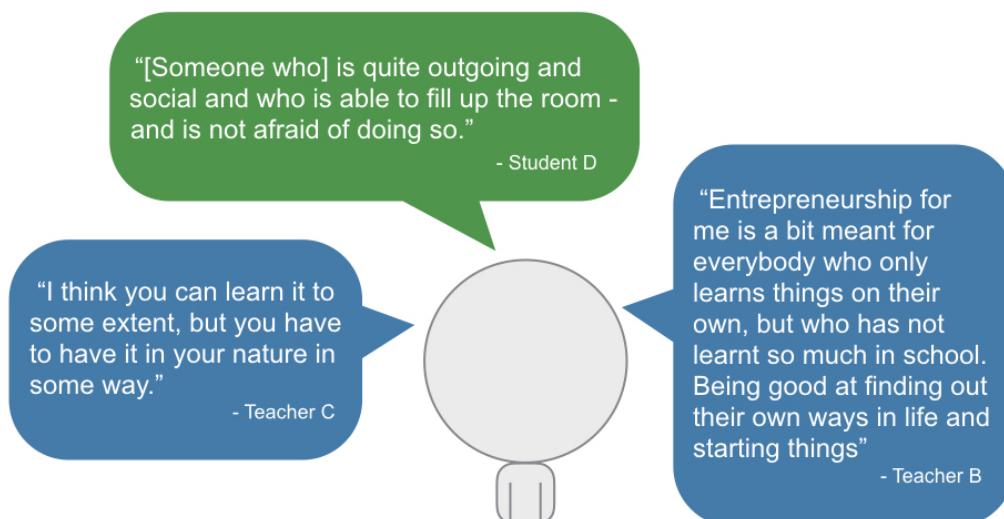 “[Someone who] is quite outgoing and
social and who is able to fill up the room -
and is not afraid of doing so.”
- Student D
“I think you can learn it to
some extent, but you have
to have it in your nature in
some way.”
- Teacher C
“Entrepreneurship for
me is a bit meant for
everybody who only
learns things on their
own, but who has not
learnt so much in school.
Being good at finding out
their own ways in life and
starting things”
- Teacher B